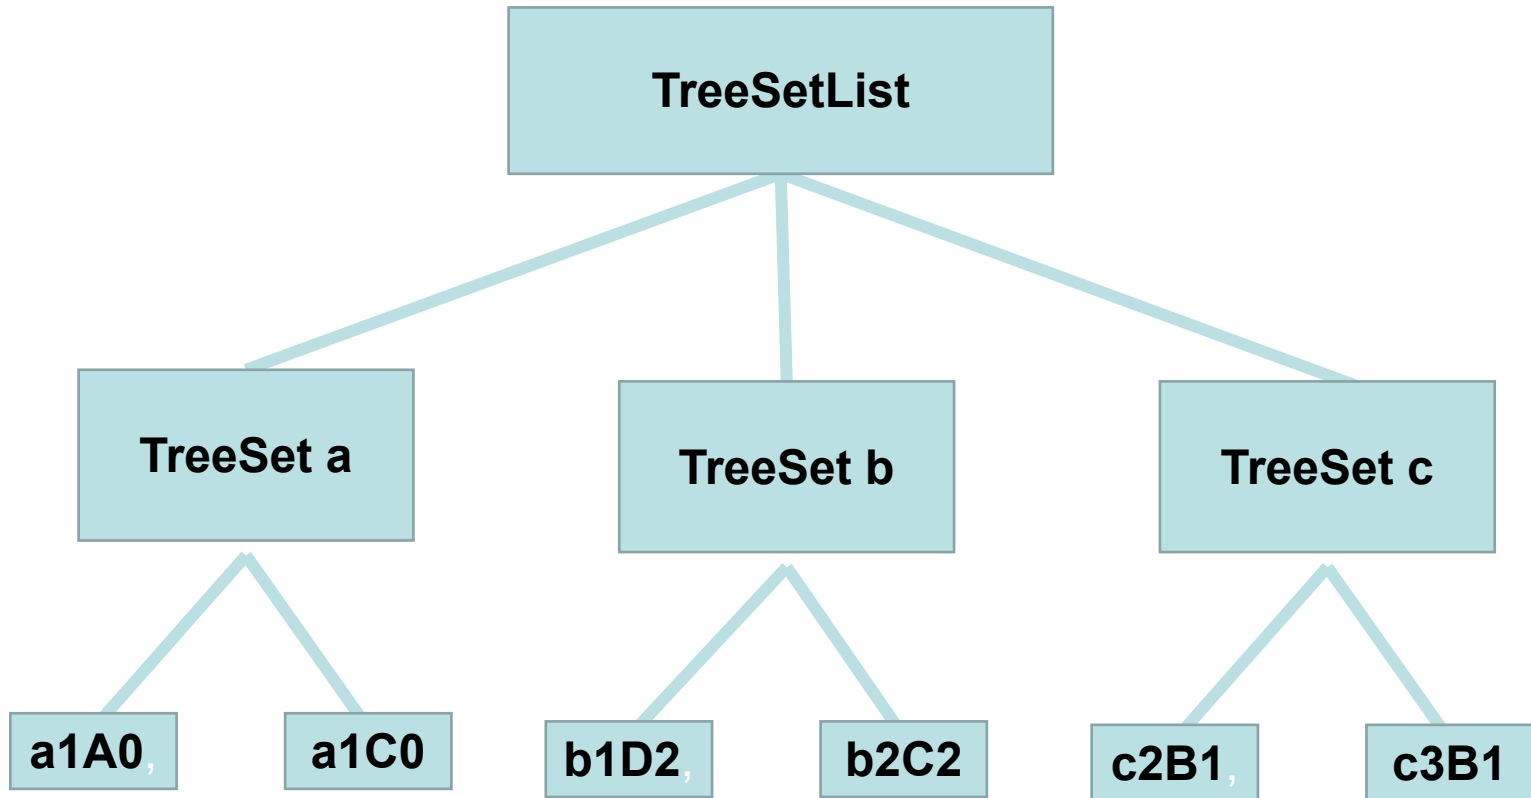 TreeSetList
TreeSet a
TreeSet b
TreeSet c
a1A0,
a1C0
b1D2,
b2C2
c2B1,
c3B1